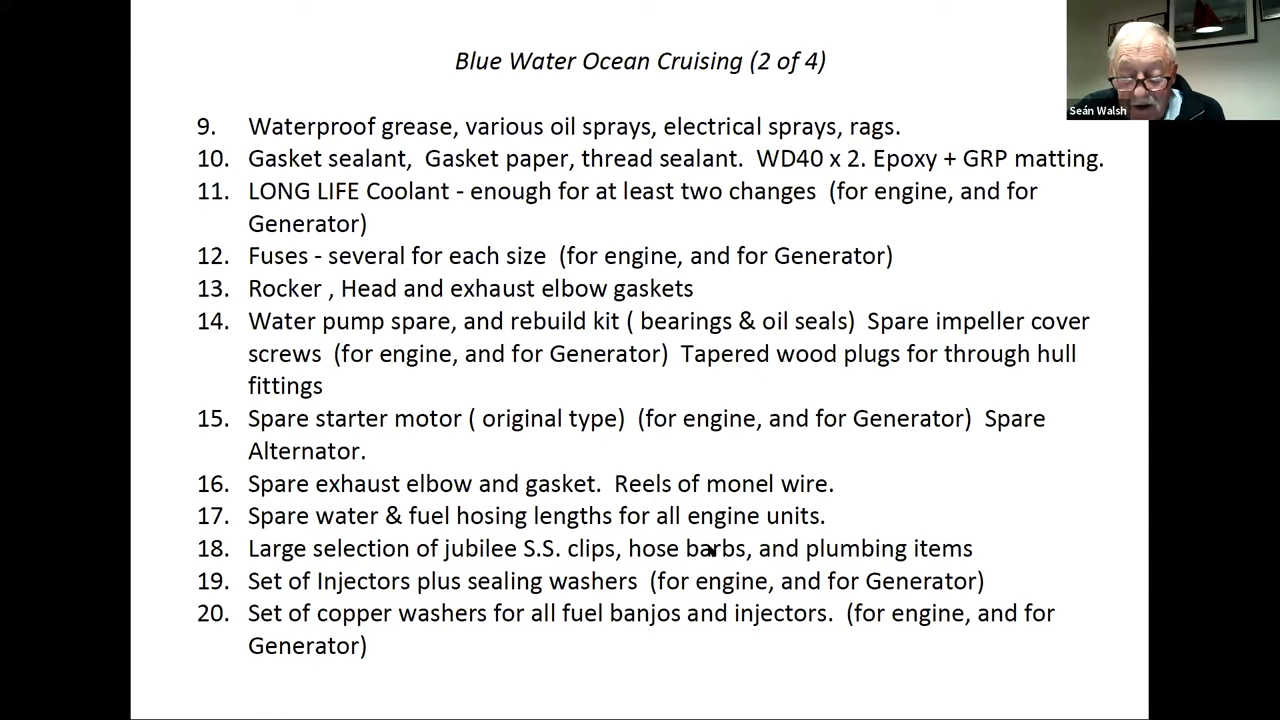 Blue Water Ocean Cruising (2 of 4)
Seán Walsh
9. Waterproof grease, various oil sprays, electrical sprays, rags.
10. Gasket sealant, Gasket paper, thread sealant. WD40 x 2. Epoxy + GRP matting.
11. LONG LIFE Coolant - enough for at least two changes (for engine, and for
Generator)
12. Fuses - several for each size (for engine, and for Generator)
13. Rocker , Head and exhaust elbow gaskets
14. Water pump spare, and rebuild kit ( bearings & oil seals) Spare impeller cover
screws (for engine, and for Generator) Tapered wood plugs for through hull
fittings
15. Spare starter motor ( original type) (for engine, and for Generator) Spare
Alternator.
16. Spare exhaust elbow and gasket. Reels of monel wire.
17. Spare water & fuel hosing lengths for all engine units.
18. Large selection of jubilee S.S. clips, hose barbs, and plumbing items
19. Set of Injectors plus sealing washers (for engine, and for Generator)
20. Set of copper washers for all fuel banjos and injectors. (for engine, and for
Generator)